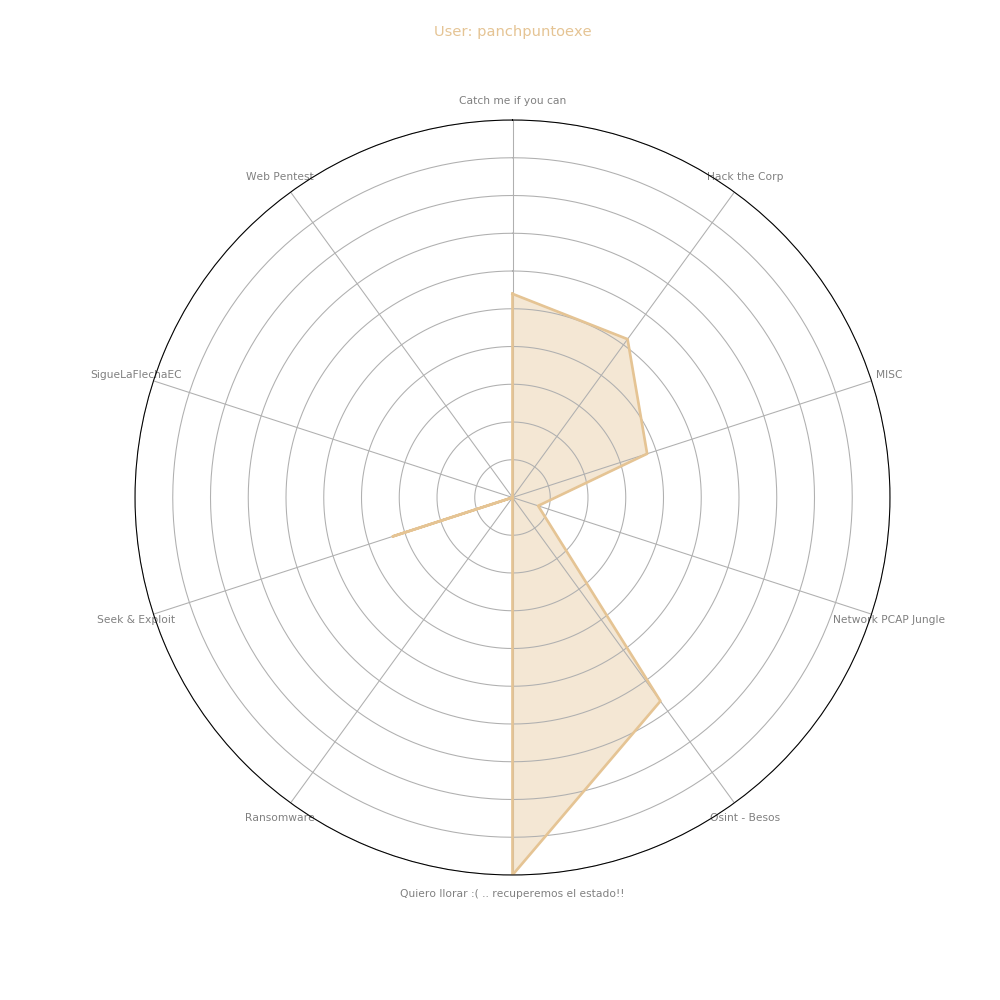 User: panchpuntoexe
Catch me if you can
Web Pentest
Hack the Corp
SigueLaFlechaEC
MISC
Seek & Exploit
Network PCAP Jungle
Ransomware
Osint - Besos
Quiero llorar :( .. recuperemos el estado!!